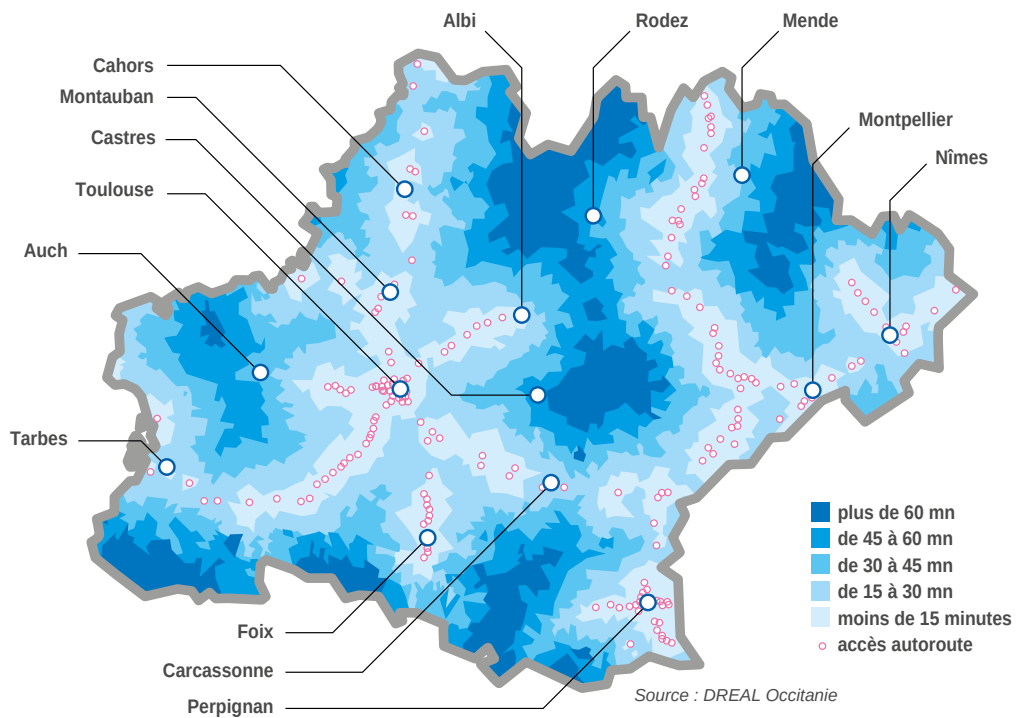 Albi
Rodez
Mende
Cahors
Montauban
Castres
Montpellier
Nîmes
Toulouse
Auch
Tarbes
Foix
Carcassonne
Perpignan
plus de 60 mn
de 45 à 60 mn
de 30 à 45 mn
de 15 à 30 mn
moins de 15 minutes
accès autoroute
Source : DREAL Occitanie